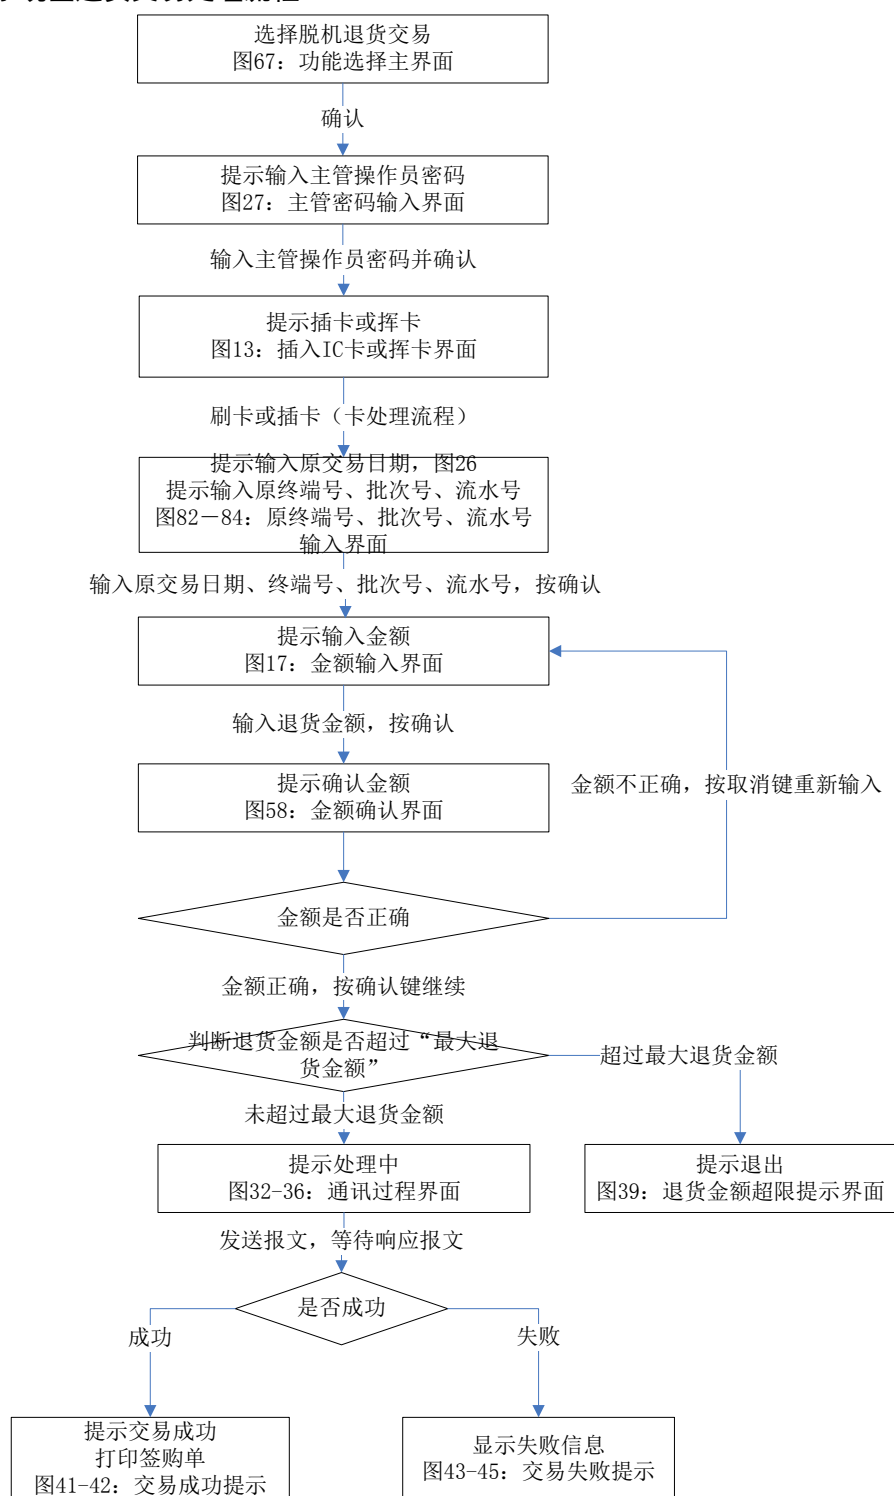 选择脱机退货交易
图67：功能选择主界面
确认
提示输入主管操作员密码
图27：主管密码输入界面
输入主管操作员密码并确认
提示插卡或挥卡
图13：插入IC卡或挥卡界面
刷卡或插卡（卡处理流程）
提示输入原交易日期，图26
提示输入原终端号、批次号、流水号
图82－84：原终端号、批次号、流水号
输入界面
输入原交易日期、终端号、批次号、流水号，按确认
提示输入金额
图17：金额输入界面
输入退货金额，按确认
提示确认金额
图58：金额确认界面
金额不正确，按取消键重新输入
金额是否正确
金额正确，按确认键继续
判断退货金额是否超过“最大退
货金额”
超过最大退货金额
未超过最大退货金额
提示处理中
图32-36：通讯过程界面
提示退出
图39：退货金额超限提示界面
发送报文，等待响应报文
是否成功
成功
失败
提示交易成功
打印签购单
图41-42：交易成功提示
显示失败信息
图43-45：交易失败提示